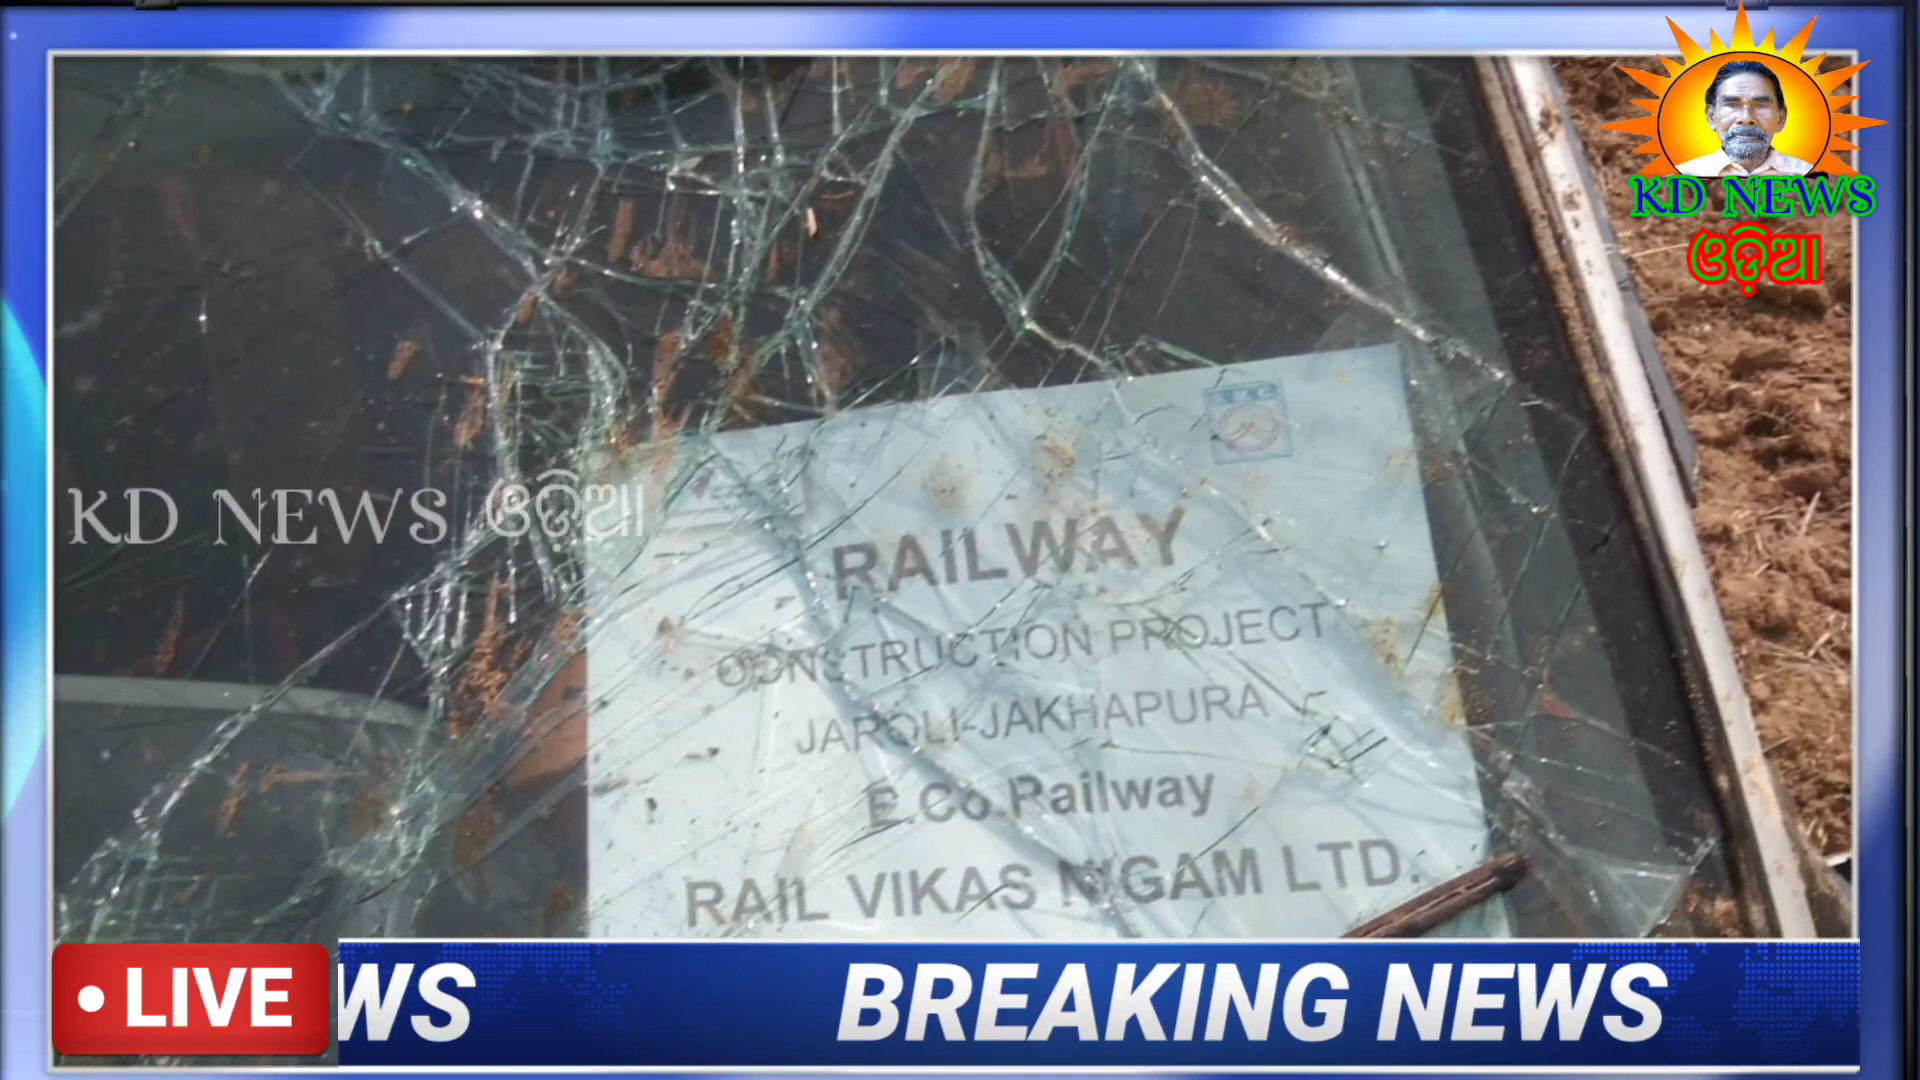 KD NEWS
ଓଡ଼ିଆ
KD NEWS ଓଡ଼ିଆ
RAILWAY
CONSTRUCTION PROJECT
JAROLI-JAKHAPURA
E.Co.Railway
RAIL VIKAS NIGAM LTD.
LIVE
WS BREAKING NEWS